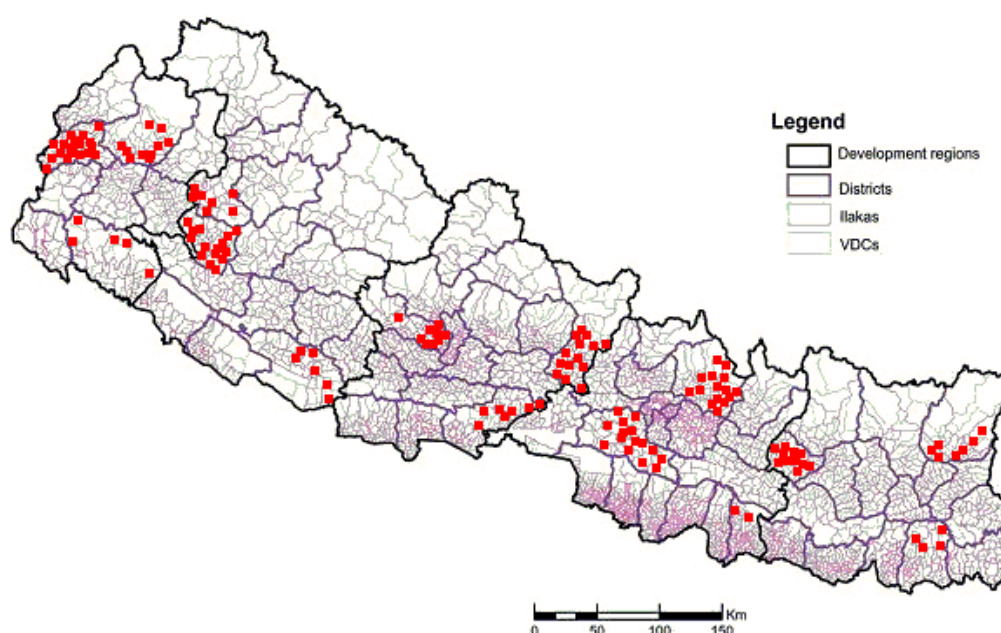 Legend
Development regions
Districts
Ilakas
VDCs
Km
0 50 100 150